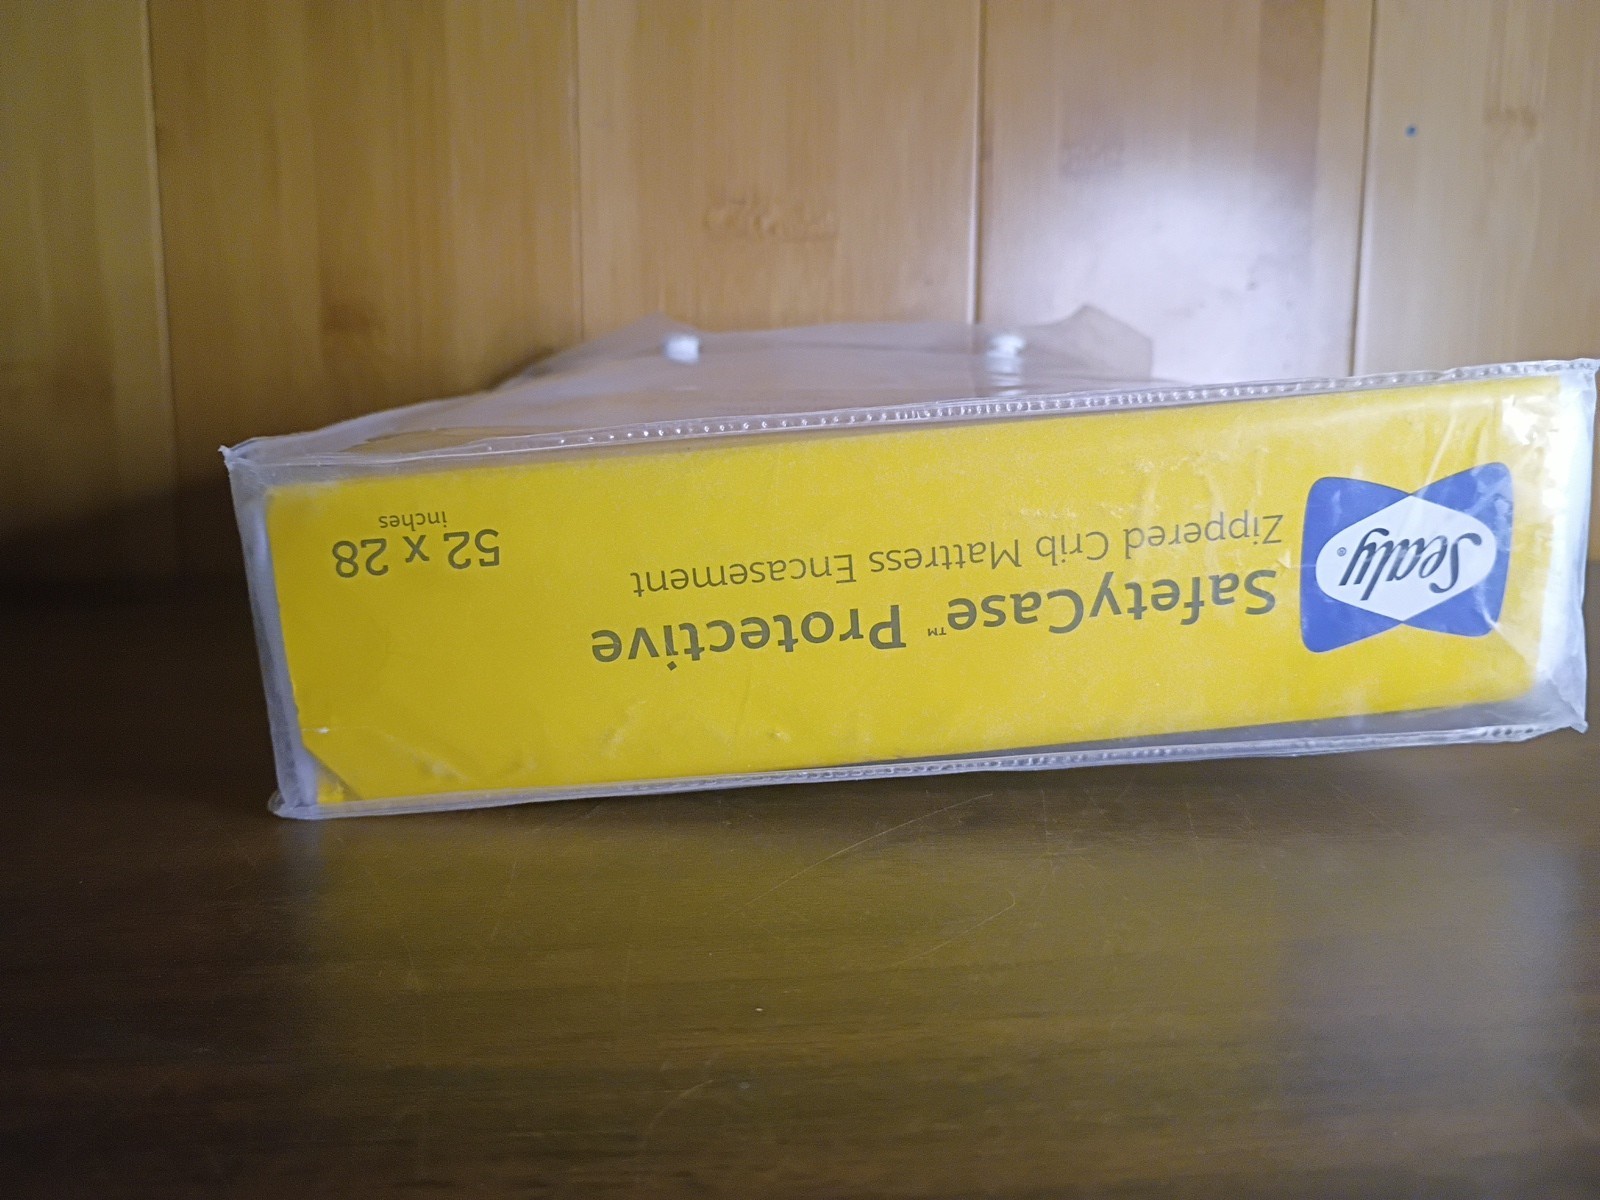 Sealy®
SafetyCase™ Protective
Zippered Crib Mattress Encasement
52 x 28
inches